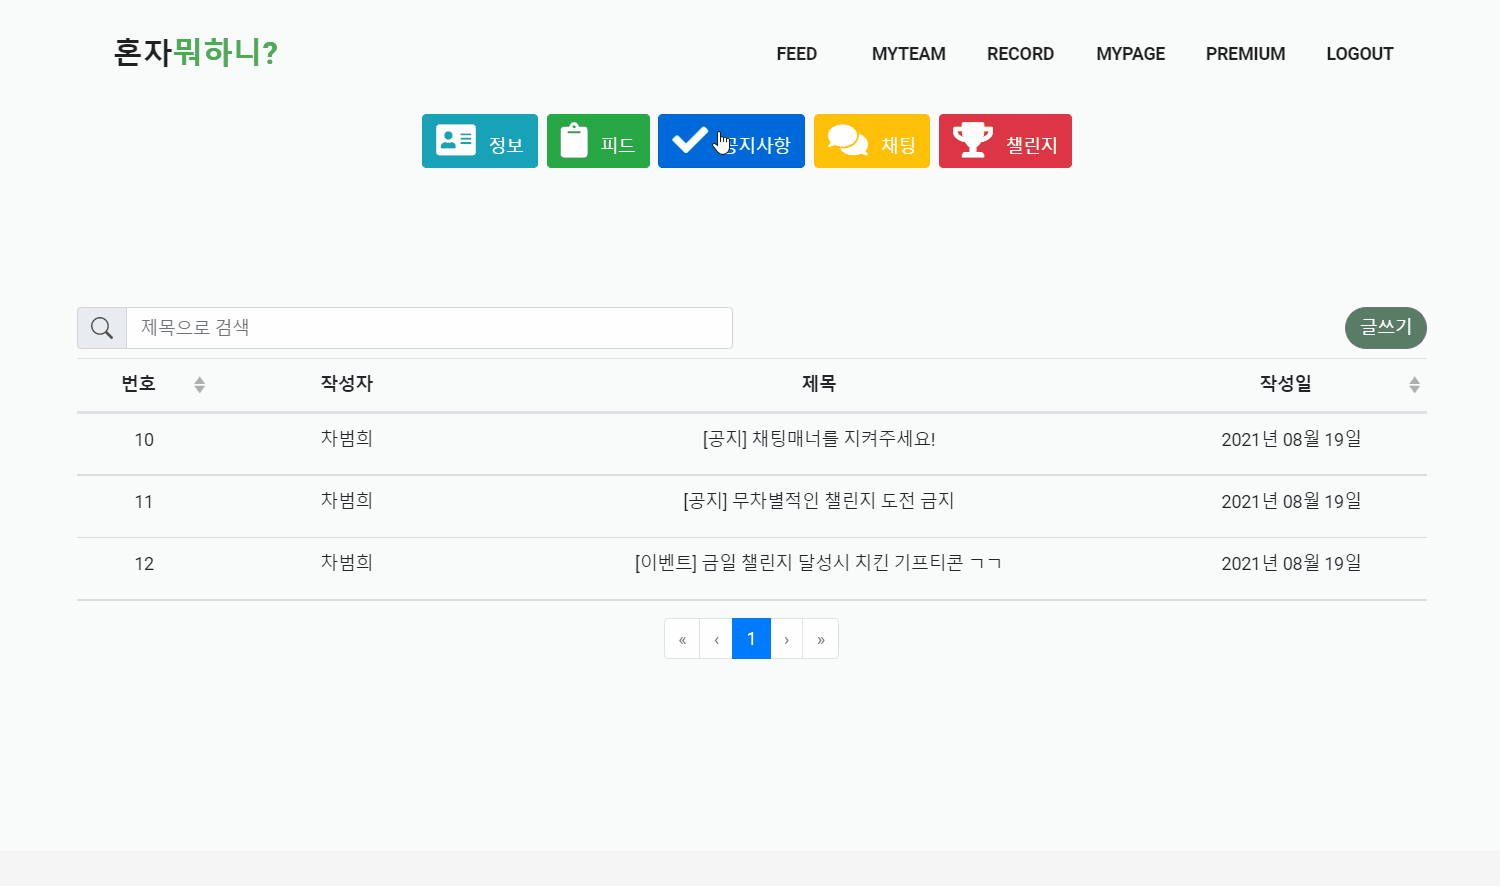 혼자뭐하니?
FEED MYTEAM RECORD MYPAGE PREMIUM LOGOUT
정보 피드 공지사항 채팅 챌린지
제목으로 검색 글쓰기
번호 작성자 제목 작성일
10 차범희 [공지] 채팅매너를 지켜주세요! 2021년 08월 19일
11 차범희 [공지] 무차별적인 챌린지 도전 금지 2021년 08월 19일
12 차범희 [이벤트] 금일 챌린지 달성시 치킨 기프티콘 ㄱㄱ 2021년 08월 19일
« ‹ 1 › »